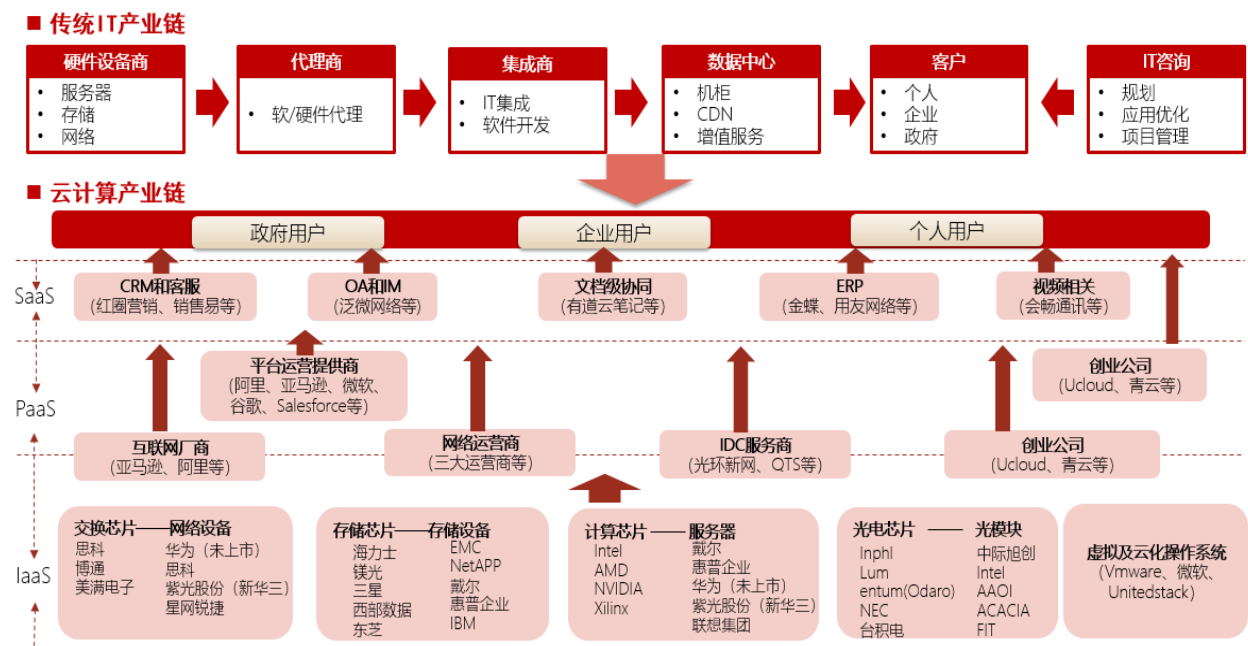 ■ 传统IT产业链
硬件设备商
• 服务器
• 存储
• 网络
代理商
• 软/硬件代理
集成商
• IT集成
• 软件开发
数据中心
• 机柜
• CDN
• 增值服务
客户
• 个人
• 企业
• 政府
IT咨询
• 规划
• 应用优化
• 项目管理
■ 云计算产业链
政府用户
企业用户
个人用户
SaaS
CRM和客服
(红圈营销、销售易等)
OA和IM
(泛微网络等)
文档级协同
(有道云笔记等)
ERP
(金蝶、用友网络等)
视频相关
(会畅通讯等)
PaaS
平台运营提供商
(阿里、亚马逊、微软、
谷歌、Salesforce等)
创业公司
(Ucloud、青云等)
互联网厂商
(亚马逊、阿里等)
网络运营商
(三大运营商等)
IDC服务商
(光环新网、QTS等)
创业公司
(Ucloud、青云等)
IaaS
交换芯片——网络设备
思科
博通
美满电子
华为（未上市）
思科
紫光股份（新华三）
星网锐捷
存储芯片——存储设备
海力士
镁光
三星
西部数据
东芝
EMC
NetAPP
戴尔
惠普企业
IBM
计算芯片——服务器
Intel
AMD
NVIDIA
Xilinx
戴尔
惠普企业
华为（未上市）
紫光股份（新华三）
联想集团
光电芯片——光模块
Inphl
Lum
entum(Odaro)
NEC
台积电
中际旭创
Intel
AAOI
ACACIA
FIT
虚拟及云化操作系统
(Vmware、微软、
Unitedstack)